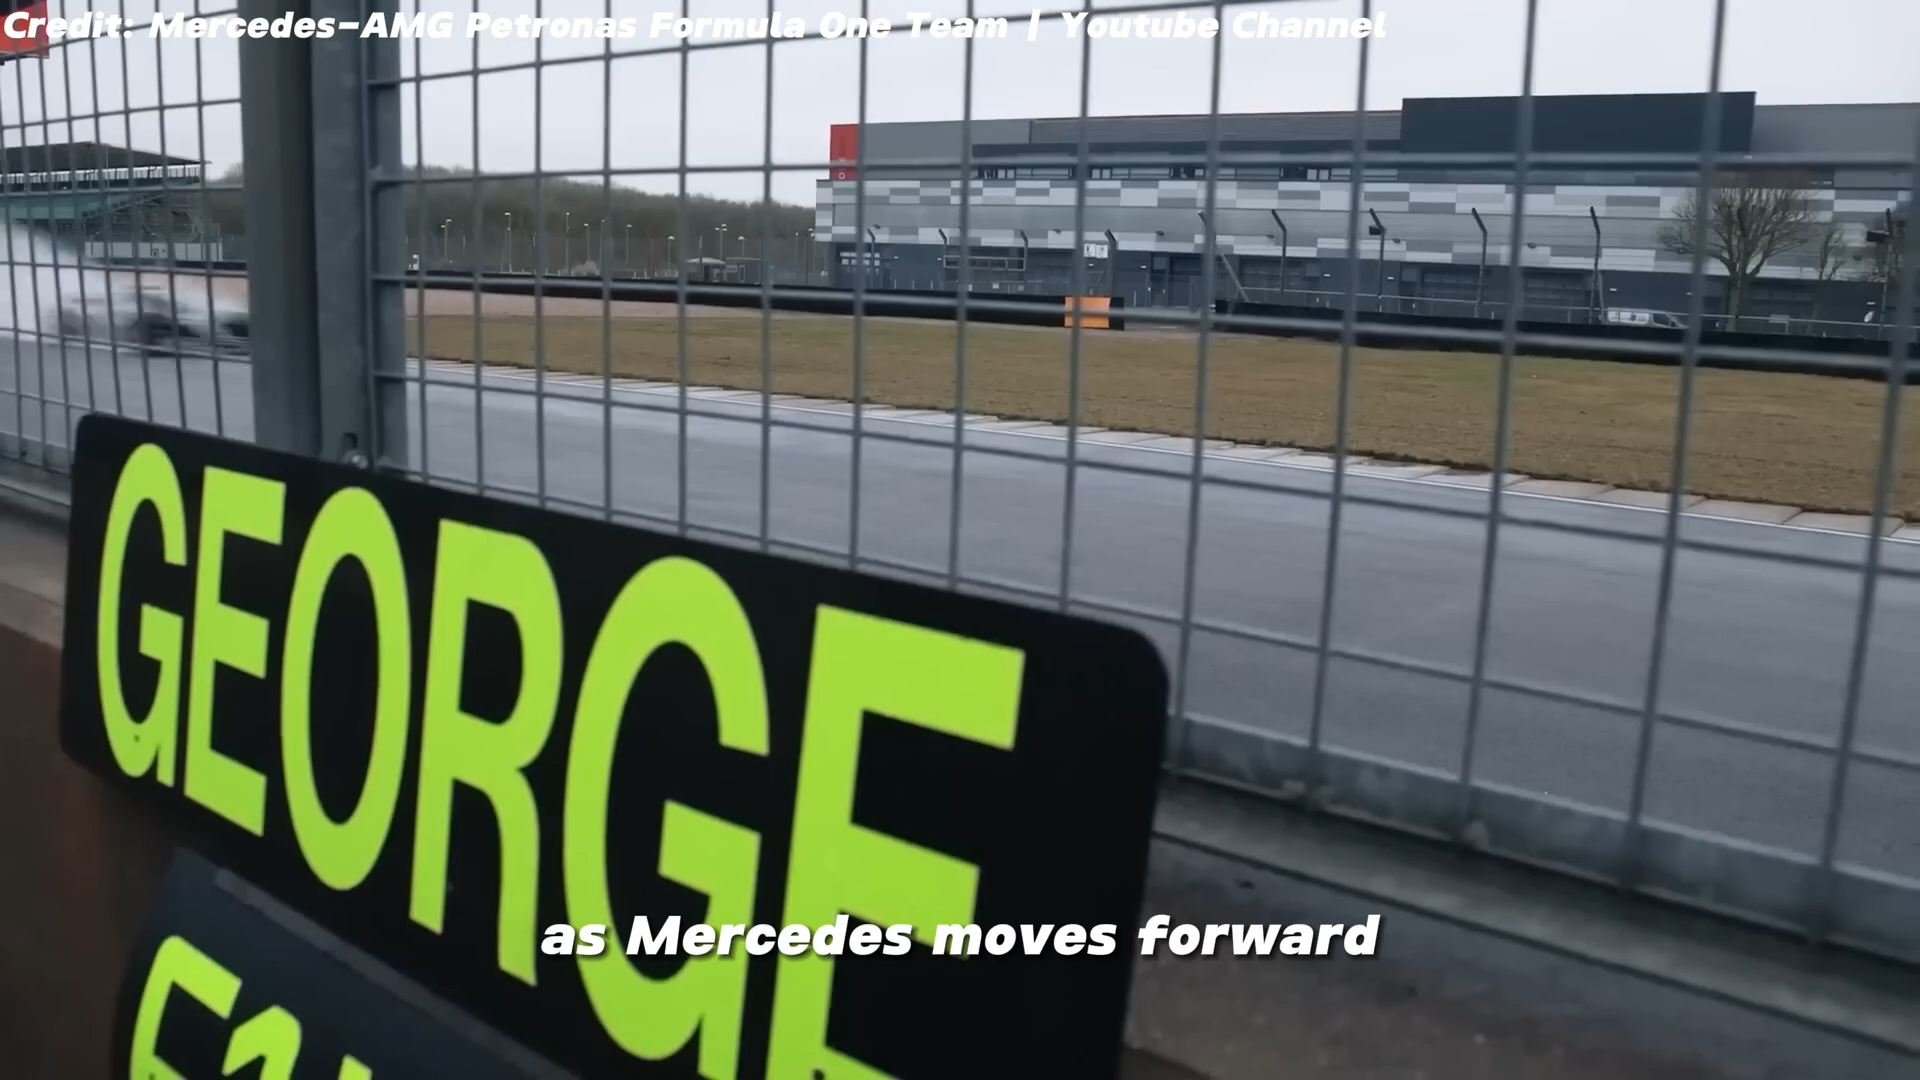 Credit: Mercedes-AMG Petronas Formula One Team | Youtube Channel
GEORGE
as Mercedes moves forward